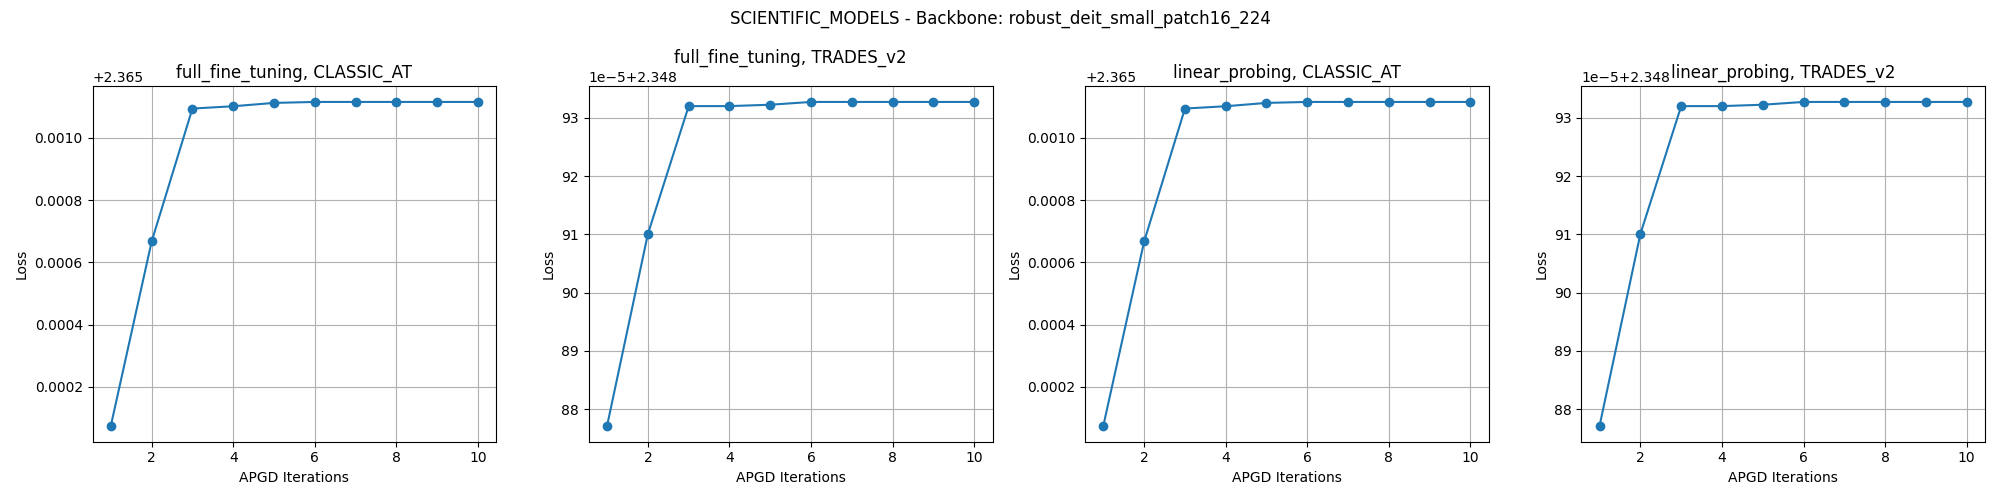 SCIENTIFIC_MODELS - Backbone: robust_deit_small_patch16_224
full_fine_tuning, CLASSIC_AT
+2.365
0.0010
0.0008
0.0006
0.0004
0.0002
Loss
2 4 6 8 10
APGD Iterations
full_fine_tuning, TRADES_v2
1e-5+2.348
93
92
91
90
89
88
Loss
2 4 6 8 10
APGD Iterations
linear_probing, CLASSIC_AT
+2.365
0.0010
0.0008
0.0006
0.0004
0.0002
Loss
2 4 6 8 10
APGD Iterations
linear_probing, TRADES_v2
1e-5+2.348
93
92
91
90
89
88
Loss
2 4 6 8 10
APGD Iterations